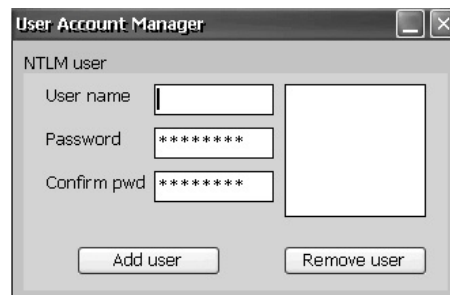 User Account Manager
NTLM user
User name
Password ********
Confirm pwd ********
Add user Remove user